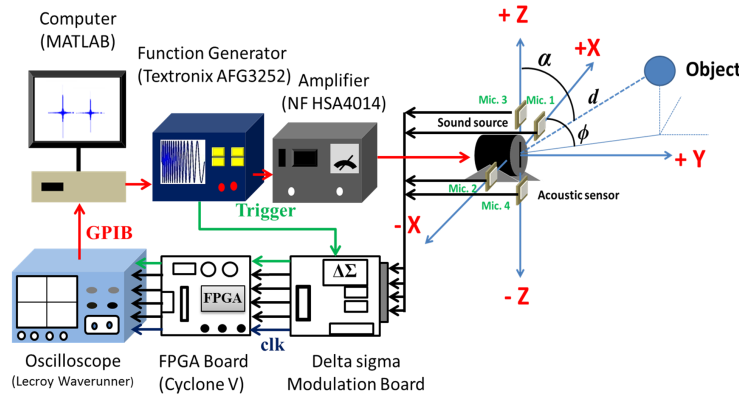 Computer
(MATLAB)
Function Generator
(Textronix AFG3252)
Amplifier
(NF HSA4014)
+ Z
+X
α
Object
Mic. 3
Mic. 1
d
Sound source
ϕ
+ Y
Mic. 2
Acoustic sensor
Mic. 4
- X
- Z
Trigger
GPIB
ΔΣ
FPGA
clk
Oscilloscope
(Lecroy Waverunner)
FPGA Board
(Cyclone V)
Delta sigma
Modulation Board